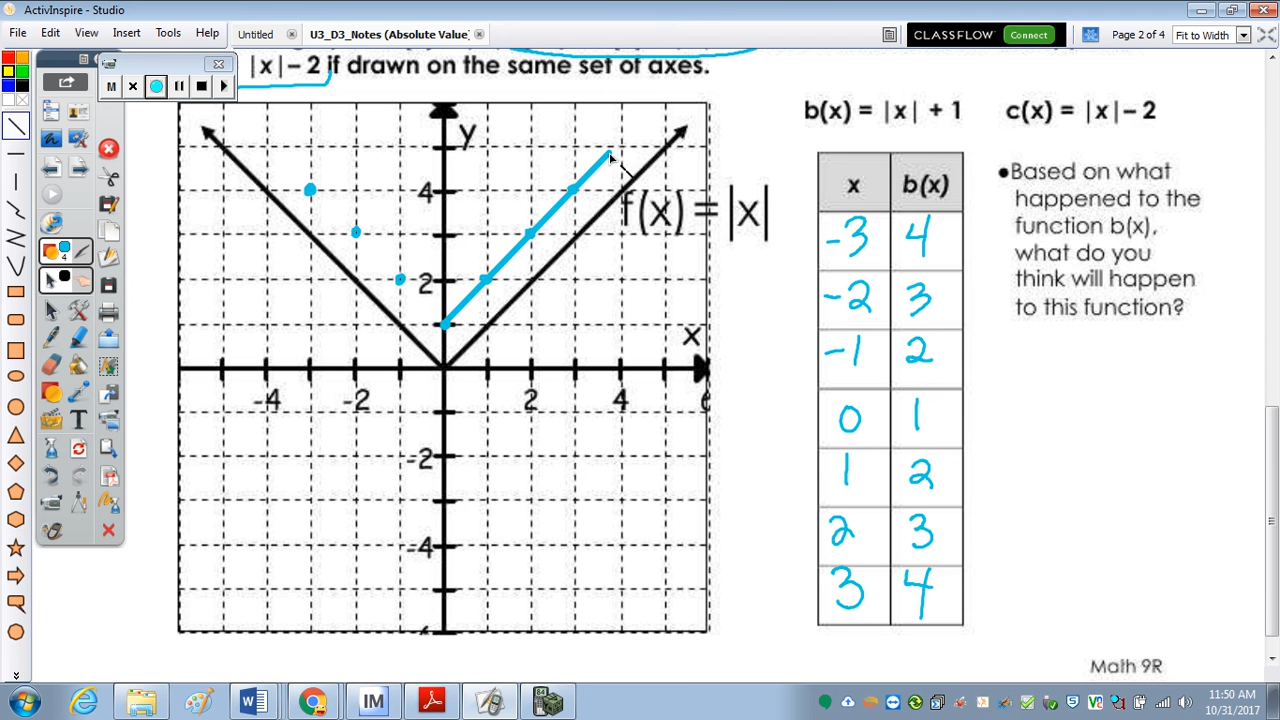 ActivInspire - Studio
File Edit View Insert Tools Help
Untitled
U3_D3_Notes (Absolute Value)
CLASSFLOW Connect
Page 2 of 4
Fit to Width
M
|x| – 2 if drawn on the same set of axes.
b(x) = |x| + 1
c(x) = |x| – 2
y
4
2
-4 -2 2 4 6
x
-2
-4
f(x) = |x|
x b(x)
-3 4
-2 3
-1 2
0 1
1 2
2 3
3 4
●Based on what
happened to the
function b(x),
what do you
think will happen
to this function?
Math 9R
4
T
W
IM
11:50 AM
10/31/2017